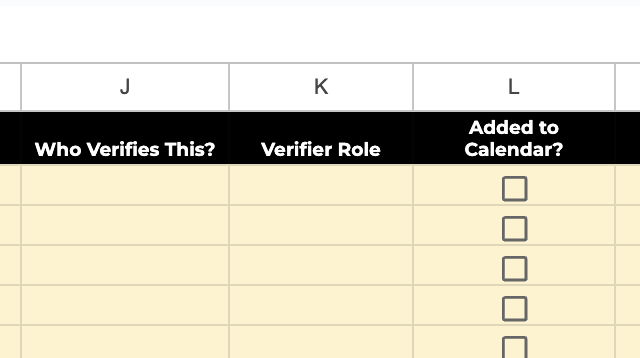 J
K
L
Who Verifies This?
Verifier Role
Added to
Calendar?